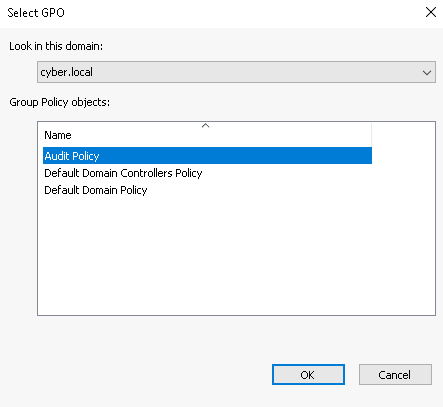 Select GPO
Look in this domain:
cyber.local
Group Policy objects:
Name
Audit Policy
Default Domain Controllers Policy
Default Domain Policy
OK
Cancel